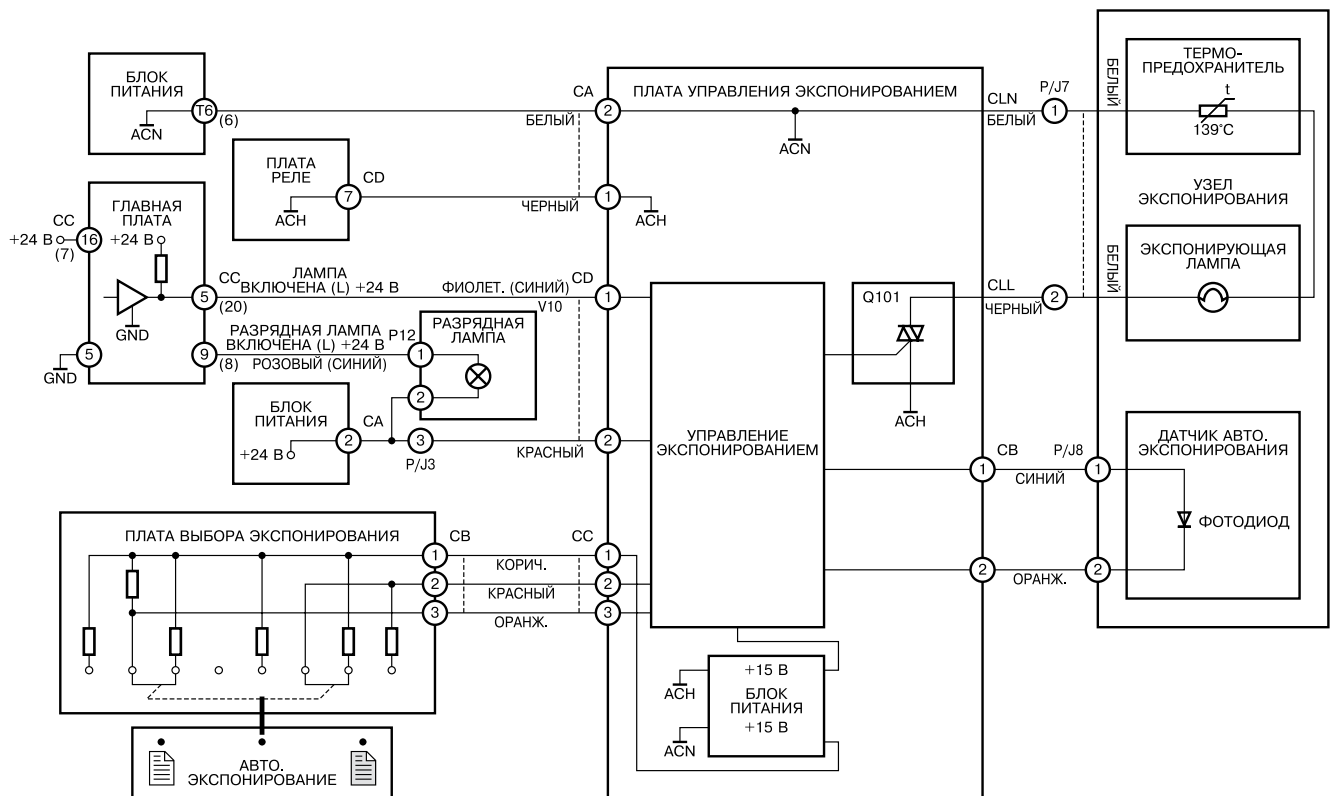 БЛОК
ПИТАНИЯ
ACN
T6
(6)
CA
БЕЛЫЙ
2
ПЛАТА УПРАВЛЕНИЯ ЭКСПОНИРОВАНИЕМ
ACN
CLN
БЕЛЫЙ
P/J7
1
БЕЛЫЙ
ТЕРМО-
ПРЕДОХРАНИТЕЛЬ
t
139°C
ПЛАТА
РЕЛЕ
ACH
7
CD
ЧЕРНЫЙ
1
ACH
УЗЕЛ
ЭКСПОНИРОВАНИЯ
CC
+24 В
16
(7)
ГЛАВНАЯ
ПЛАТА
+24 В
GND
5
GND
5
CC
(20)
ЛАМПА
ВКЛЮЧЕНА (L) +24 В
ФИОЛЕТ. (СИНИЙ)
CD
V10
1
9
(8)
РАЗРЯДНАЯ ЛАМПА
ВКЛЮЧЕНА (L) +24 В
РОЗОВЫЙ (СИНИЙ)
P12
1
2
РАЗРЯДНАЯ
ЛАМПА
Q101
ACH
CLL
ЧЕРНЫЙ
2
БЕЛЫЙ
ЭКСПОНИРУЮЩАЯ
ЛАМПА
БЛОК
ПИТАНИЯ
+24 В
2
CA
3
P/J3
КРАСНЫЙ
2
УПРАВЛЕНИЕ
ЭКСПОНИРОВАНИЕМ
CB
1
СИНИЙ
P/J8
1
2
ОРАНЖ.
2
ДАТЧИК АВТО.
ЭКСПОНИРОВАНИЯ
ФОТОДИОД
ПЛАТА ВЫБОРА ЭКСПОНИРОВАНИЯ
CB
CC
1
КОРИЧ.
1
2
КРАСНЫЙ
2
3
ОРАНЖ.
3
ACH
ACN
+15 В
БЛОК
ПИТАНИЯ
+15 В
АВТО.
ЭКСПОНИРОВАНИЕ